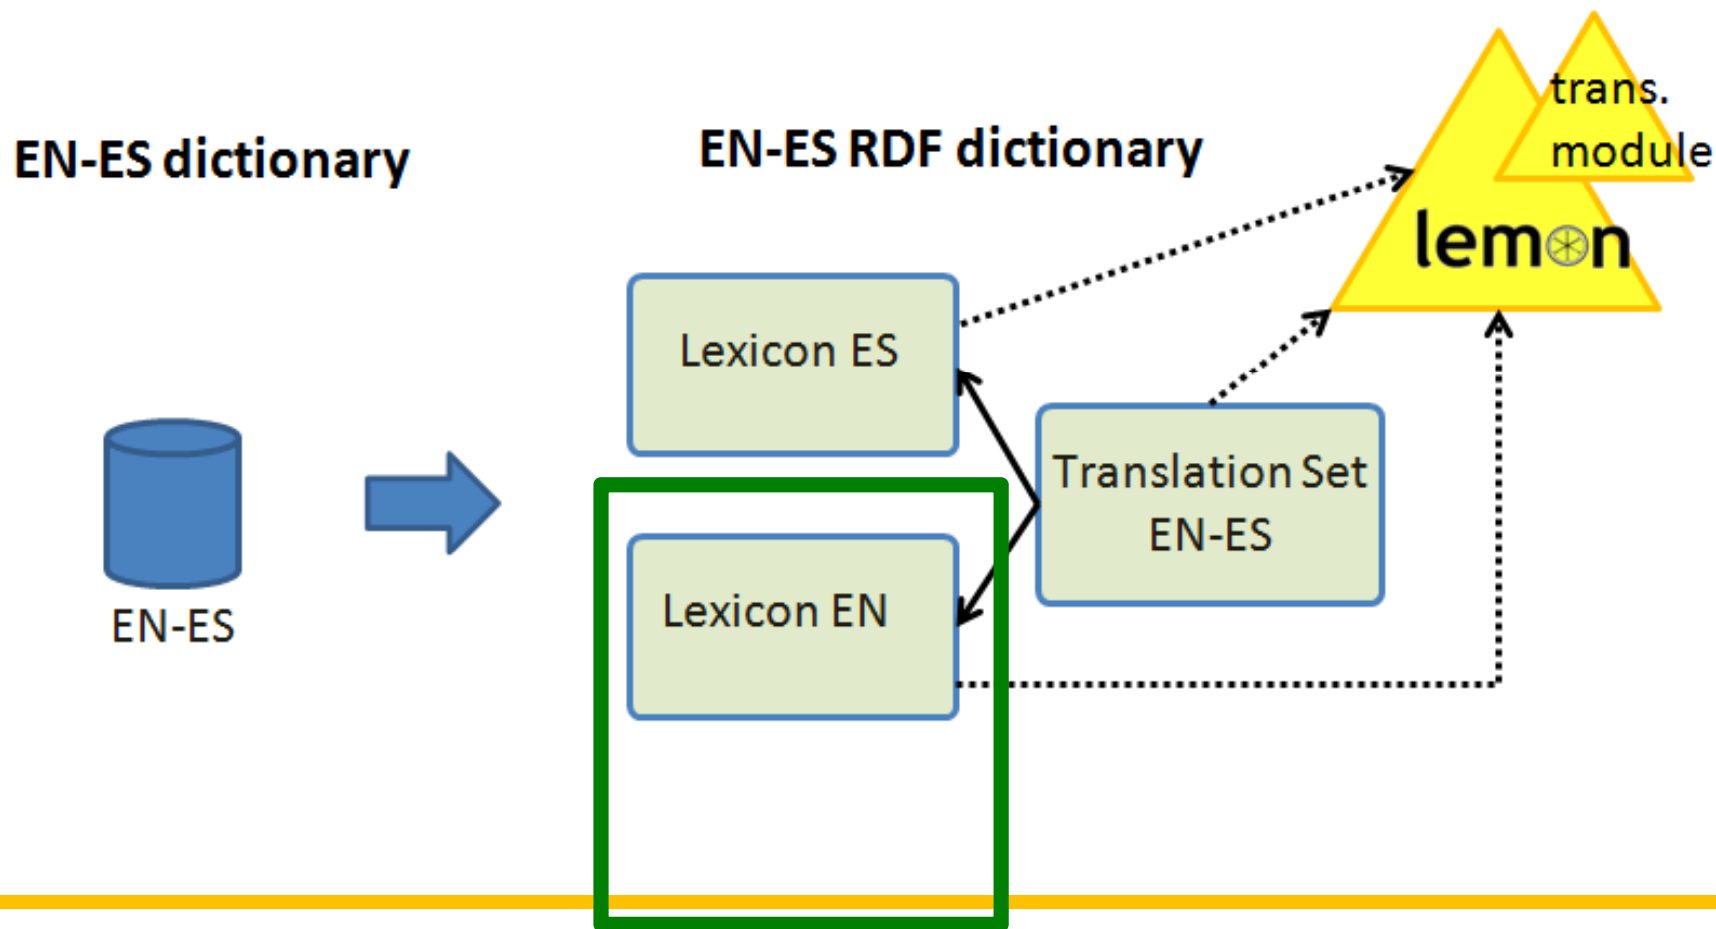 EN-ES dictionary
EN-ES RDF dictionary
trans.
module
lemon
Lexicon ES
Translation Set
EN-ES
Lexicon EN
EN-ES